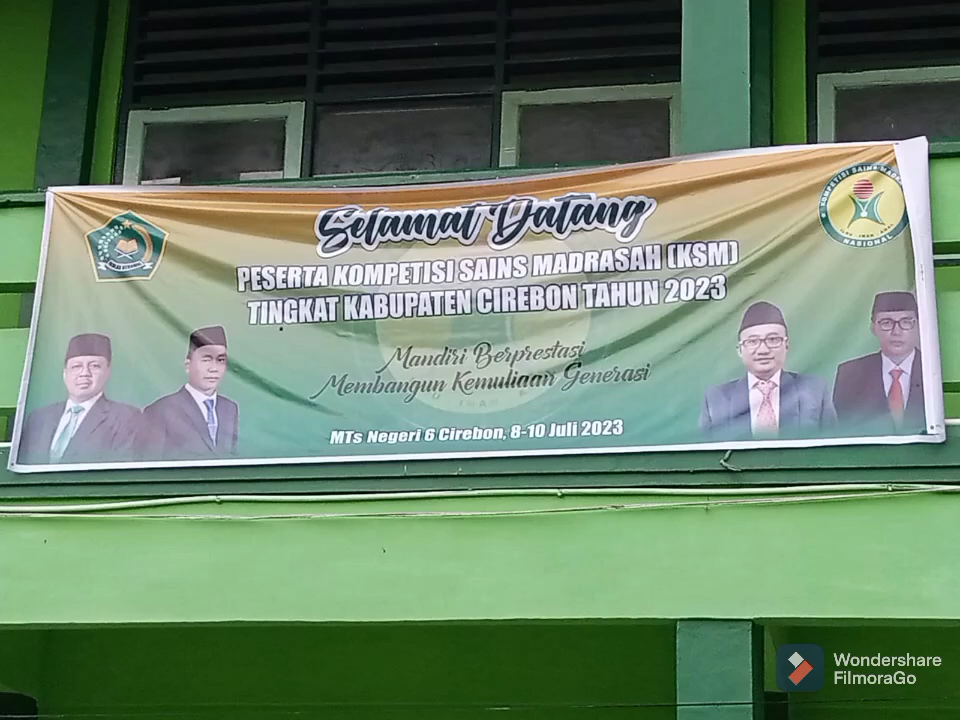 Selamat Datang
PESERTA KOMPETISI SAINS MADRASAH (KSM)
TINGKAT KABUPATEN CIREBON TAHUN 2023
Mandiri Berprestasi
Membangun Kemuliaan Generasi
MTs Negeri 6 Cirebon, 8-10 Juli 2023
NASIONAL
Wondershare
FilmoraGo